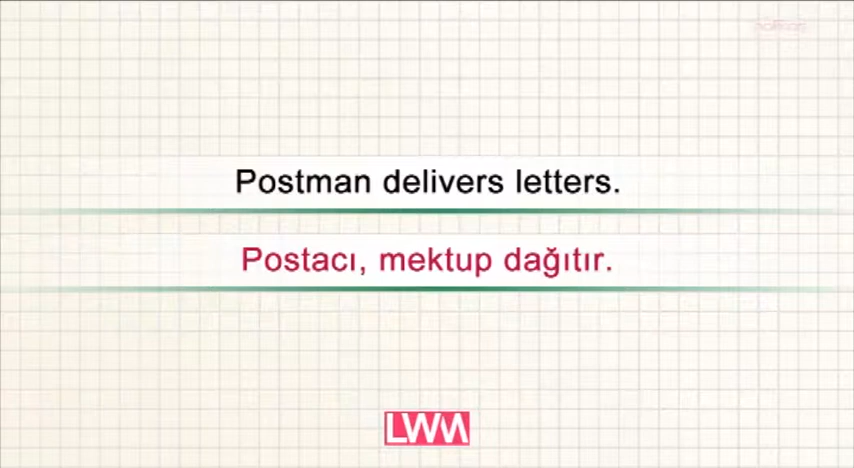 Postman delivers letters.
Postacı, mektup dağıtır.
LWM